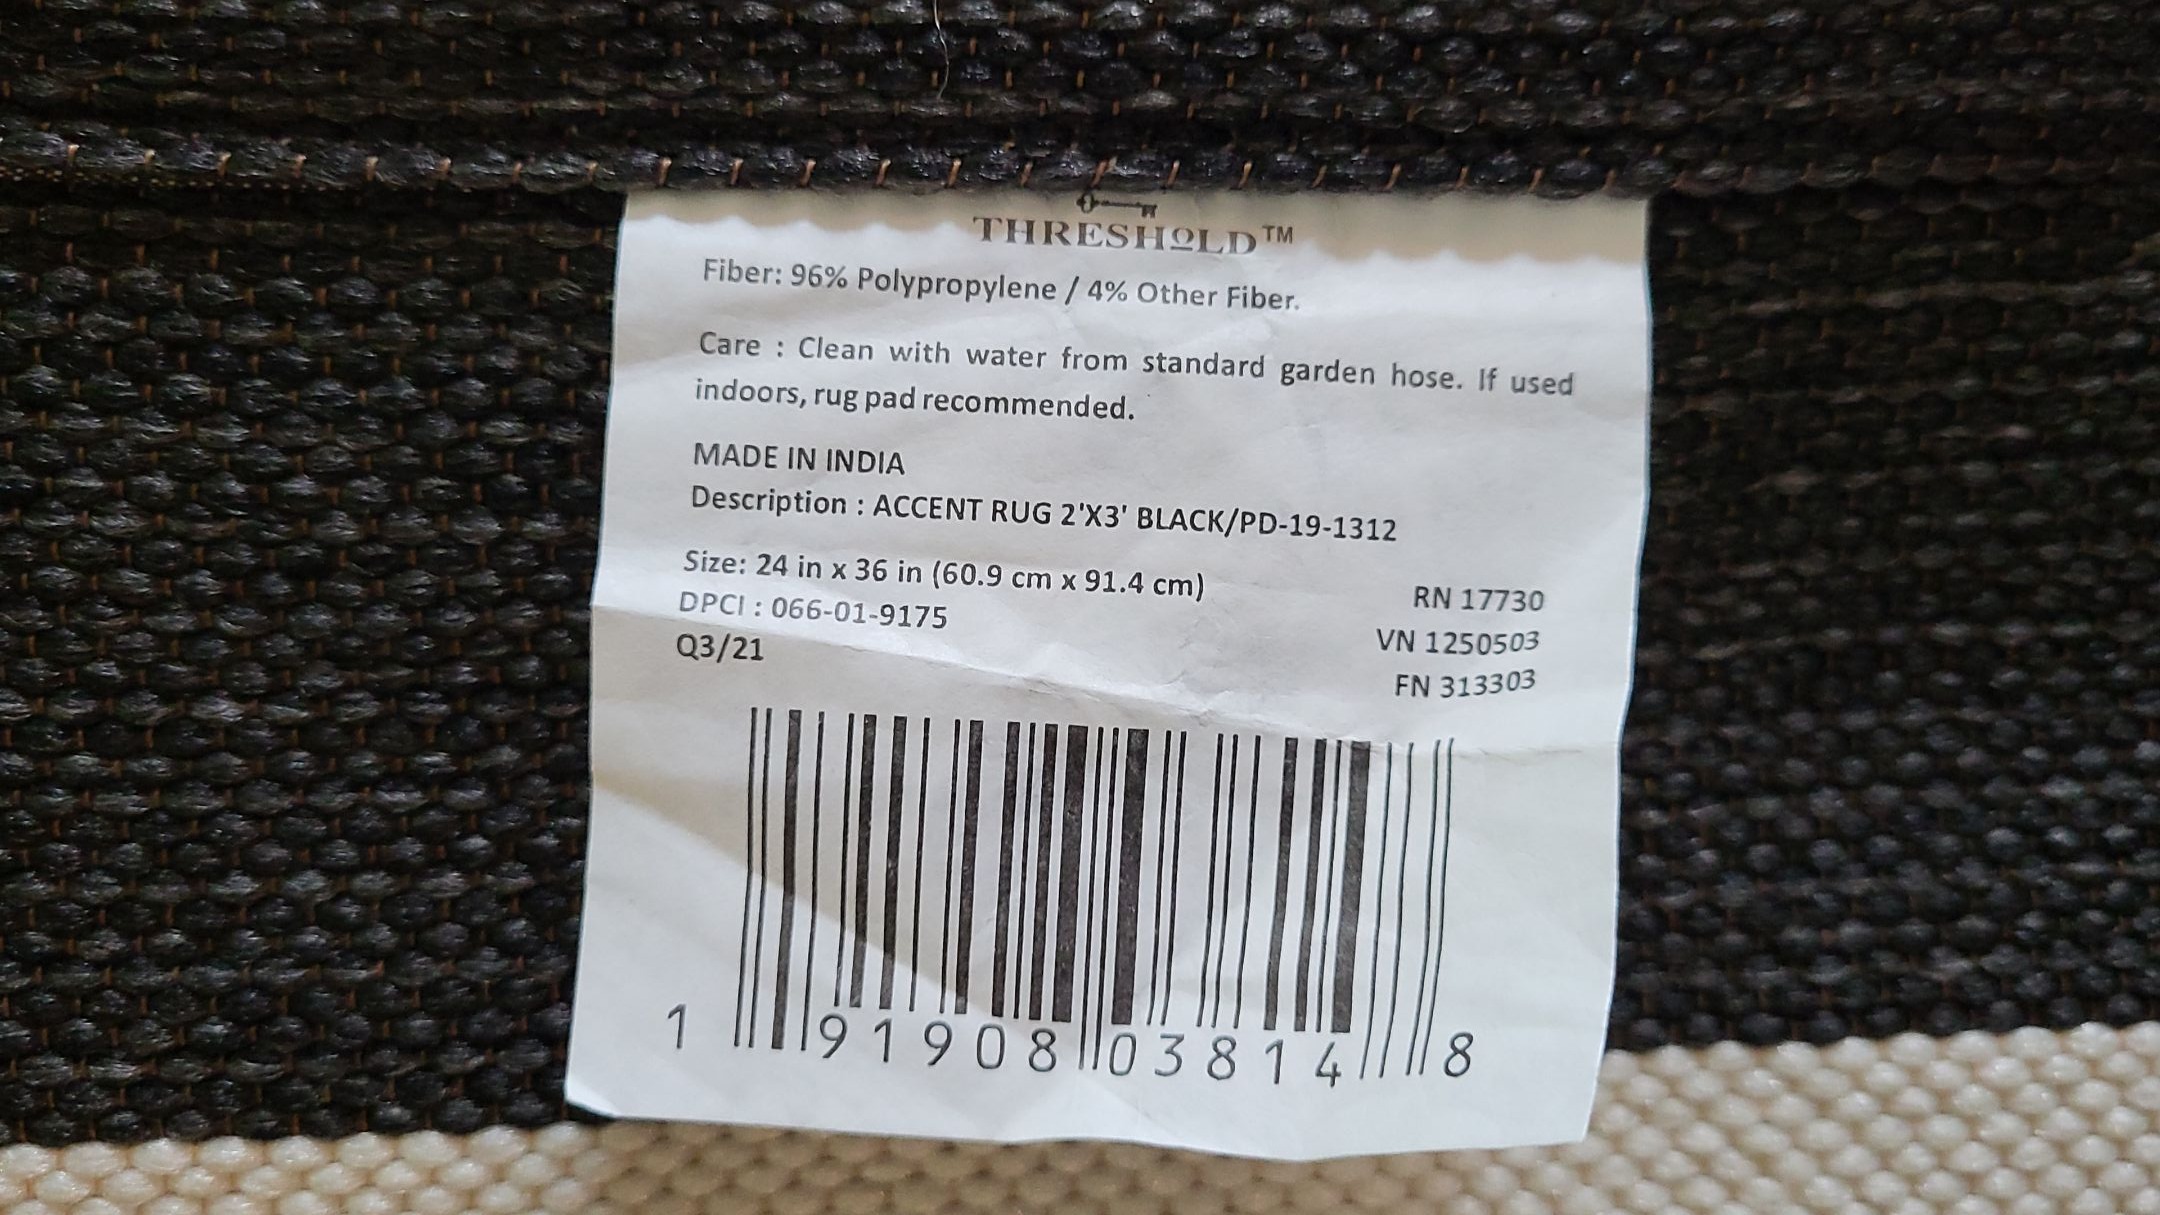 THRESHOLD™
Fiber: 96% Polypropylene / 4% Other Fiber.
Care : Clean with water from standard garden hose. If used
indoors, rug pad recommended.
MADE IN INDIA
Description : ACCENT RUG 2'X3' BLACK/PD-19-1312
Size: 24 in x 36 in (60.9 cm x 91.4 cm)
DPCI : 066-01-9175
Q3/21
RN 17730
VN 1250503
FN 313303
1 91908 03814 8